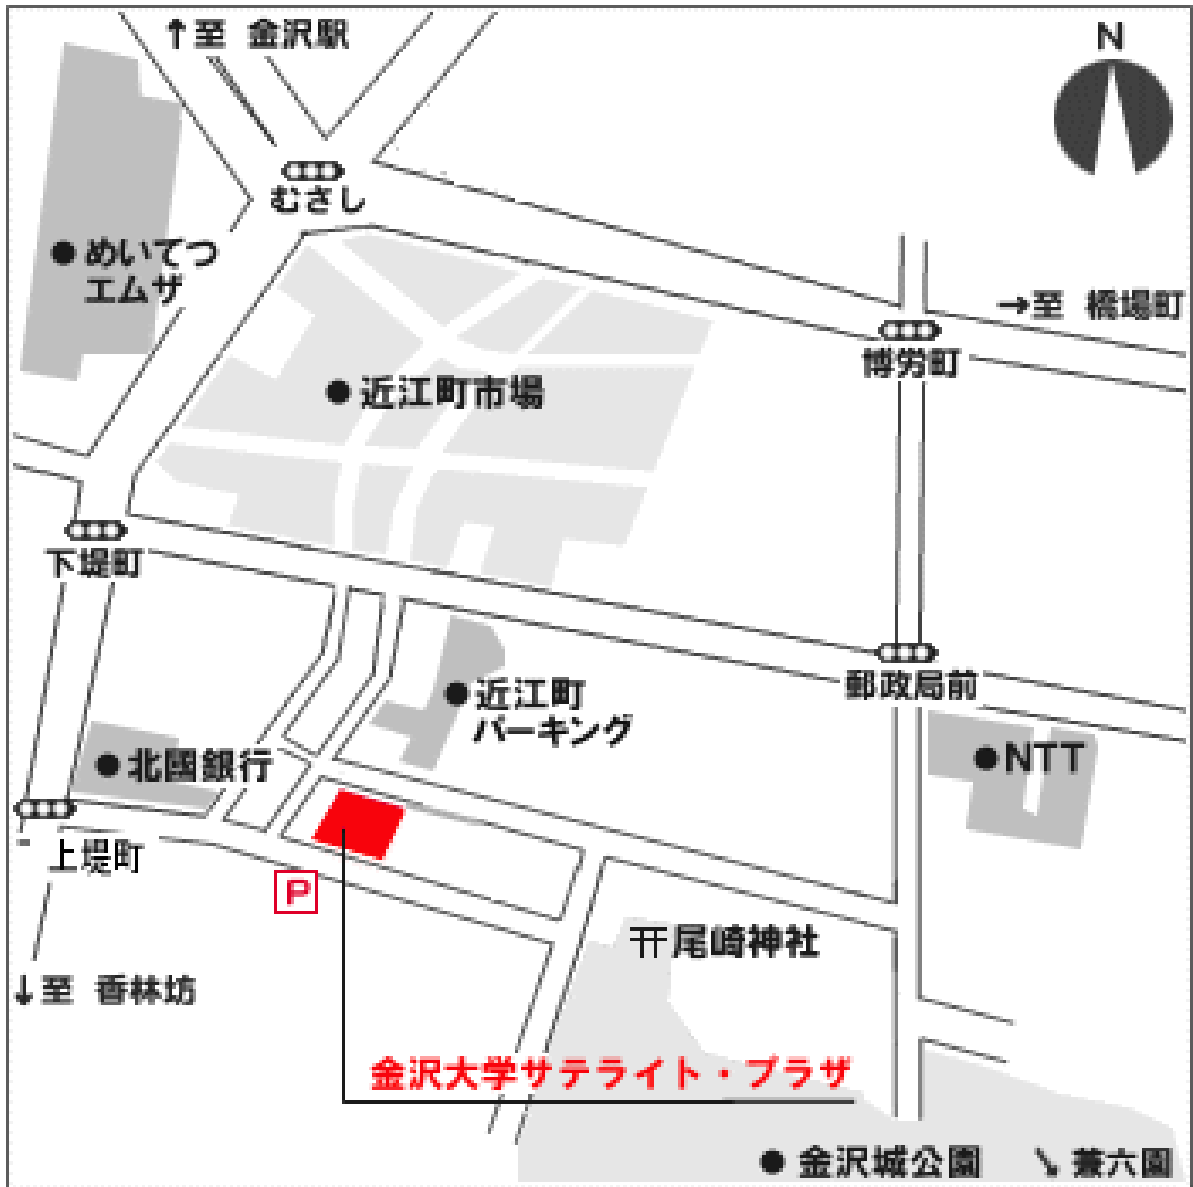 ↑至 金沢駅
N
むさし
●めいてつ
エムザ
→至 橋場町
博労町
●近江町市場
下堤町
郵政局前
●近江町
パーキング
●北國銀行
●NTT
上堤町
P
尾崎神社
↓至 香林坊
金沢大学サテライト・プラザ
●金沢城公園
↘兼六園